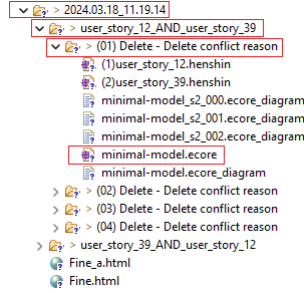 > 2024.03.18_11.19.14
> user_story_12_AND_user_story_39
> (01) Delete - Delete conflict reason
(1)user_story_12.henshin
(2)user_story_39.henshin
minimal-model_s2_000.ecore_diagram
minimal-model_s2_001.ecore_diagram
minimal-model_s2_002.ecore_diagram
minimal-model.ecore
minimal-model.ecore_diagram
> (02) Delete - Delete conflict reason
> (03) Delete - Delete conflict reason
> (04) Delete - Delete conflict reason
> user_story_39_AND_user_story_12
Fine_a.html
Fine.html